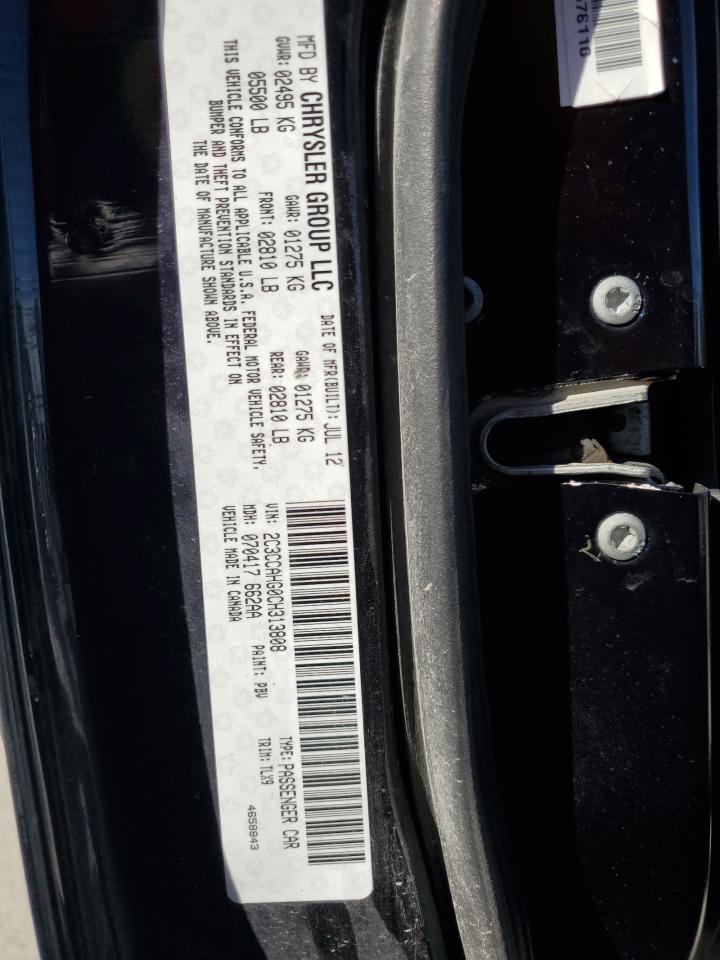 MFD BY CHRYSLER GROUP LLC
DATE OF MFR(BUILT): JUL 12
GVWR: 02495 KG
GAWR: 01275 KG
GAWR: 01275 KG
05500 LB
FRONT: 02810 LB
REAR: 02810 LB
THIS VEHICLE CONFORMS TO ALL APPLICABLE U.S.A. FEDERAL MOTOR VEHICLE SAFETY,
BUMPER AND THEFT PREVENTION STANDARDS IN EFFECT ON
THE DATE OF MANUFACTURE SHOWN ABOVE.
VIN: 2C3CCAHG0CH313808
TYPE: PASSENGER CAR
MDH: 070417 662AA
PAINT: PBV
TRIM: TLX9
VEHICLE MADE IN CANADA
4658843